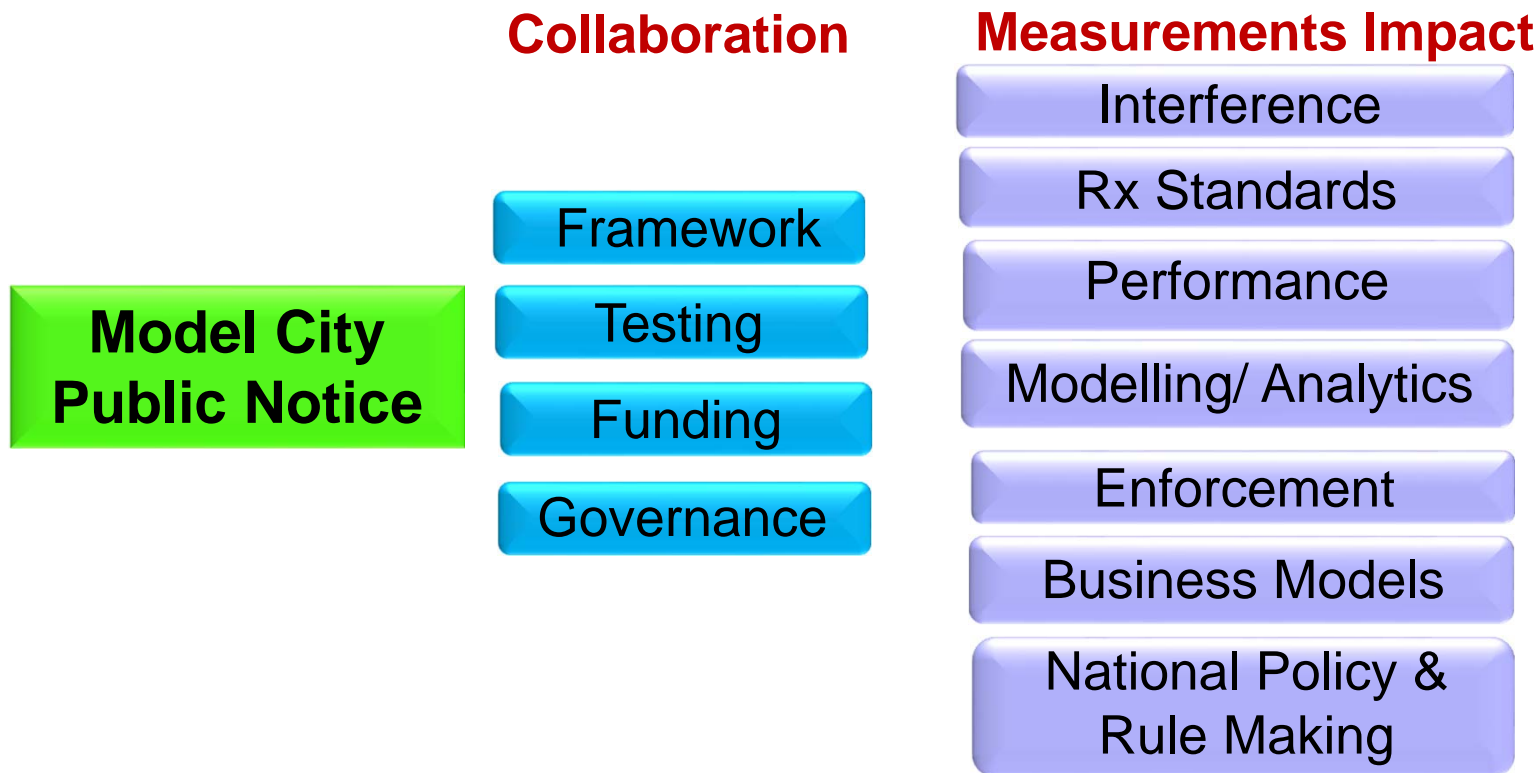 Collaboration
Measurements Impact
Model City
Public Notice
Framework
Testing
Funding
Governance
Interference
Rx Standards
Performance
Modelling/ Analytics
Enforcement
Business Models
National Policy &
Rule Making